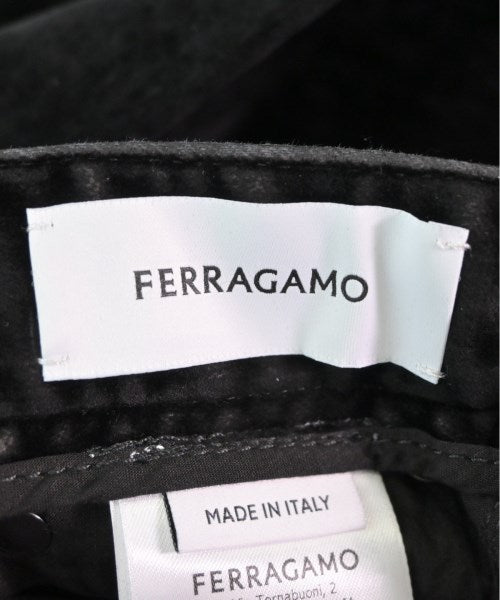 FERRAGAMO
MADE IN ITALY
FERRAGAMO
Tornabuoni, 2